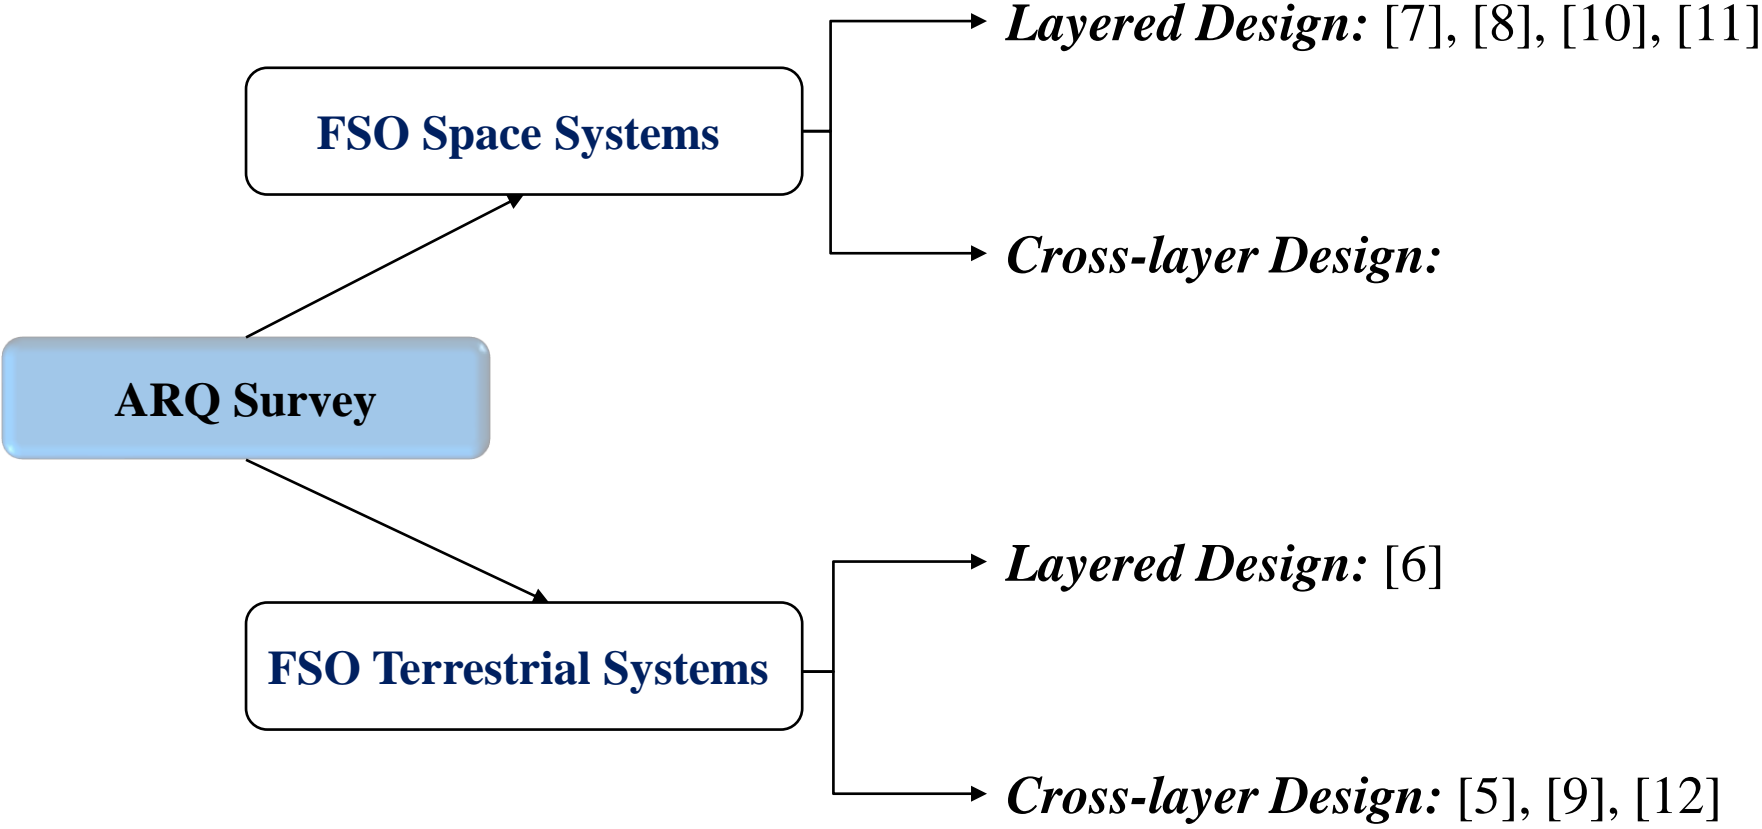 Layered Design: [7], [8], [10], [11]
FSO Space Systems
Cross-layer Design:
ARQ Survey
Layered Design: [6]
FSO Terrestrial Systems
Cross-layer Design: [5], [9], [12]